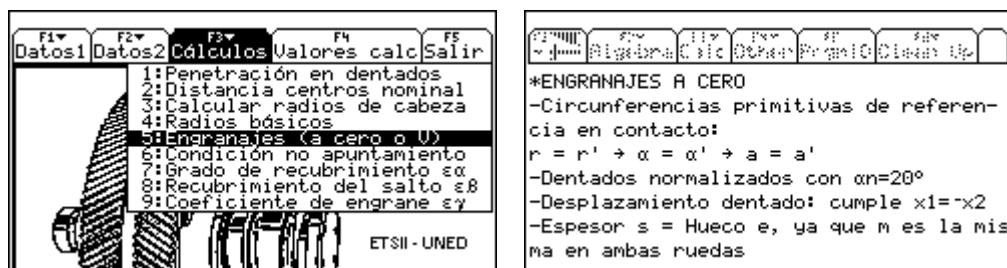 F1 F2 F3 F4 F5
Datos1 Datos2 Cálculos Valores calc Salir
1:Penetración en dentados
2:Distancia centros nominal
3:Calcular radios de cabeza
4:Radios básicos
5:Engranajes (a cero o V)
6:Condición no apuntamiento
7:Grado de recubrimiento εα
8:Recubrimiento del salto εβ
9:Coeficiente de engrane εγ
ETSII - UNED
Algebra Calc Other PrgmIO Clean Up
*ENGRANAJES A CERO
-Circunferencias primitivas de referen-
cia en contacto:
r = r' → α = α' → a = a'
-Dentados normalizados con αn=20º
-Desplazamiento dentado: cumple x1=-x2
-Espesor s = Hueco e, ya que m es la mis
ma en ambas ruedas